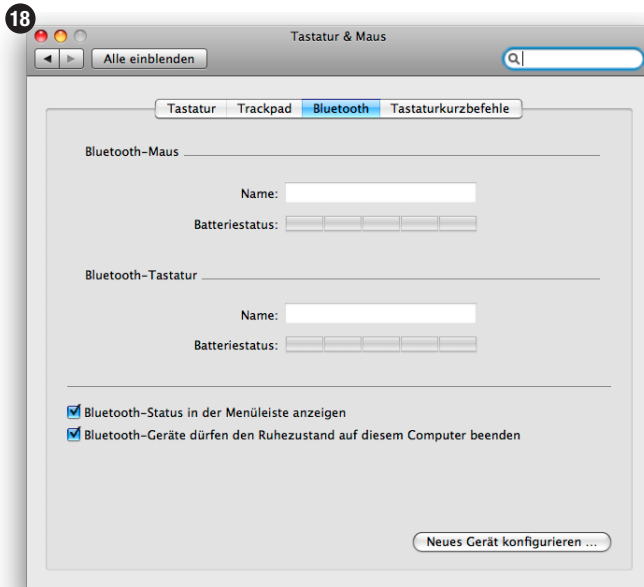 18
Tastatur & Maus
Alle einblenden
Tastatur Trackpad Bluetooth Tastaturkurzbefehle
Bluetooth-Maus
Name:
Batteriestatus:
Bluetooth-Tastatur
Name:
Batteriestatus:
Bluetooth-Status in der Menüleiste anzeigen
Bluetooth-Geräte dürfen den Ruhezustand auf diesem Computer beenden
Neues Gerät konfigurieren ...